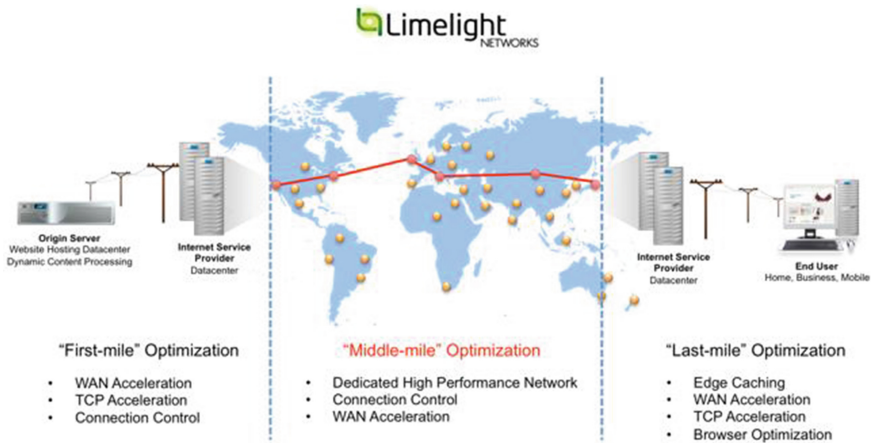 Limelight
NETWORKS
Origin Server
Website Hosting Datacenter
Dynamic Content Processing
Internet Service
Provider
Datacenter
Internet Service
Provider
Datacenter
End User
Home, Business, Mobile
"First-mile" Optimization
• WAN Acceleration
• TCP Acceleration
• Connection Control
"Middle-mile" Optimization
• Dedicated High Performance Network
• Connection Control
• WAN Acceleration
"Last-mile" Optimization
• Edge Caching
• WAN Acceleration
• TCP Acceleration
• Browser Optimization